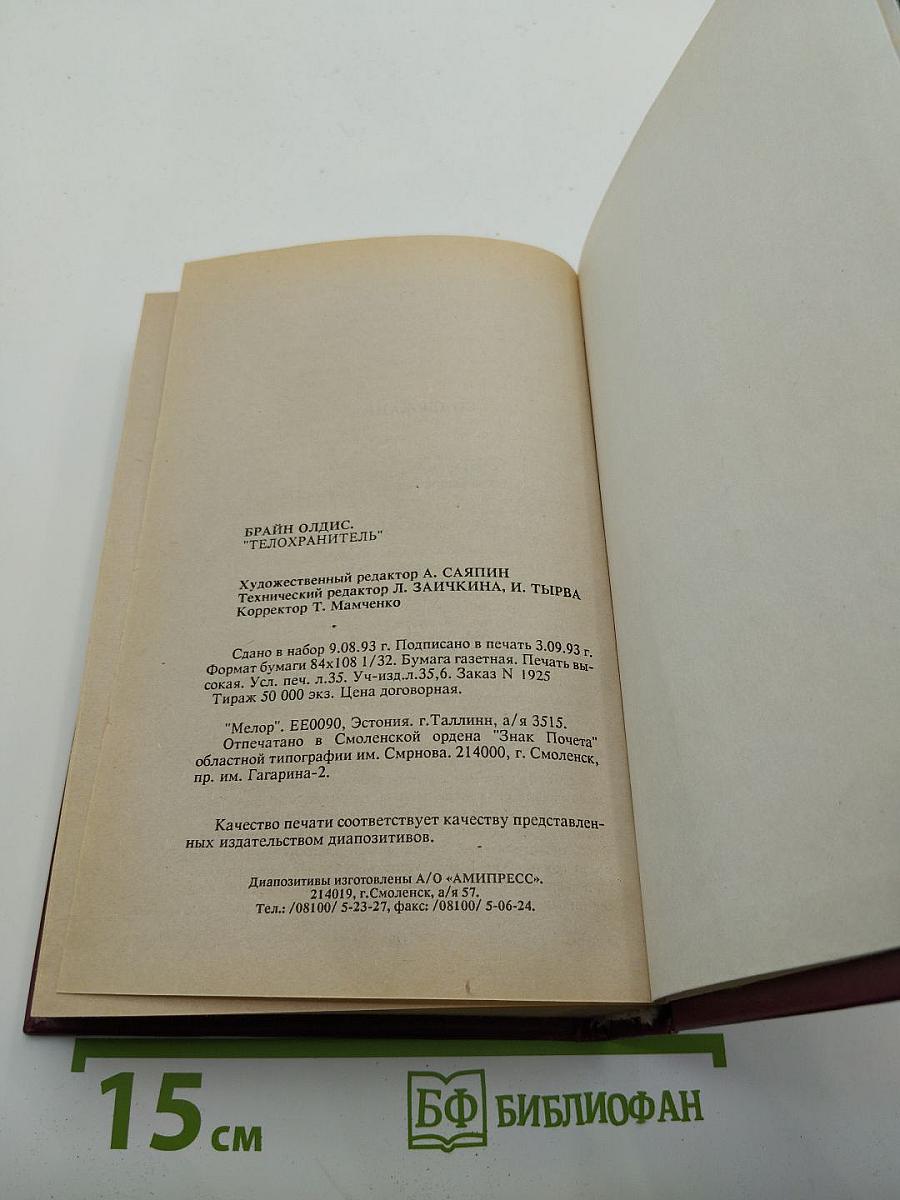 БРАЙН ОЛДИС.
"ТЕЛОХРАНИТЕЛЬ"
Художественный редактор А. САЯПИН
Технический редактор Л. ЗАИЧКИНА, И. ТЫРВА
Корректор Т. Мамченко
Сдано в набор 9.08.93 г. Подписано в печать 3.09.93 г.
Формат бумаги 84х108 1/32. Бумага газетная. Печать вы-
сокая. Усл. печ. л.35. Уч-изд.л.35,6. Заказ N 1925
Тираж 50 000 экз. Цена договорная.
"Мелор". ЕЕ0090, Эстония. г.Таллинн, а/я 3515.
Отпечатано в Смоленской ордена "Знак Почета"
областной типографии им. Смрнова. 214000, г. Смоленск,
пр. им. Гагарина-2.
Качество печати соответствует качеству представлен-
ных издательством диапозитивов.
Диапозитивы изготовлены А/О «АМИПРЕСС».
214019, г.Смоленск, а/я 57.
Тел.: /08100/ 5-23-27, факс: /08100/ 5-06-24.
15 см
БФ БИБЛИОФАН